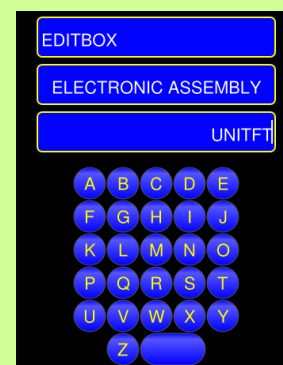 EDITBOX
ELECTRONIC ASSEMBLY
UNITFT
A B C D E
F G H I J
K L M N O
P Q R S T
U V W X Y
Z